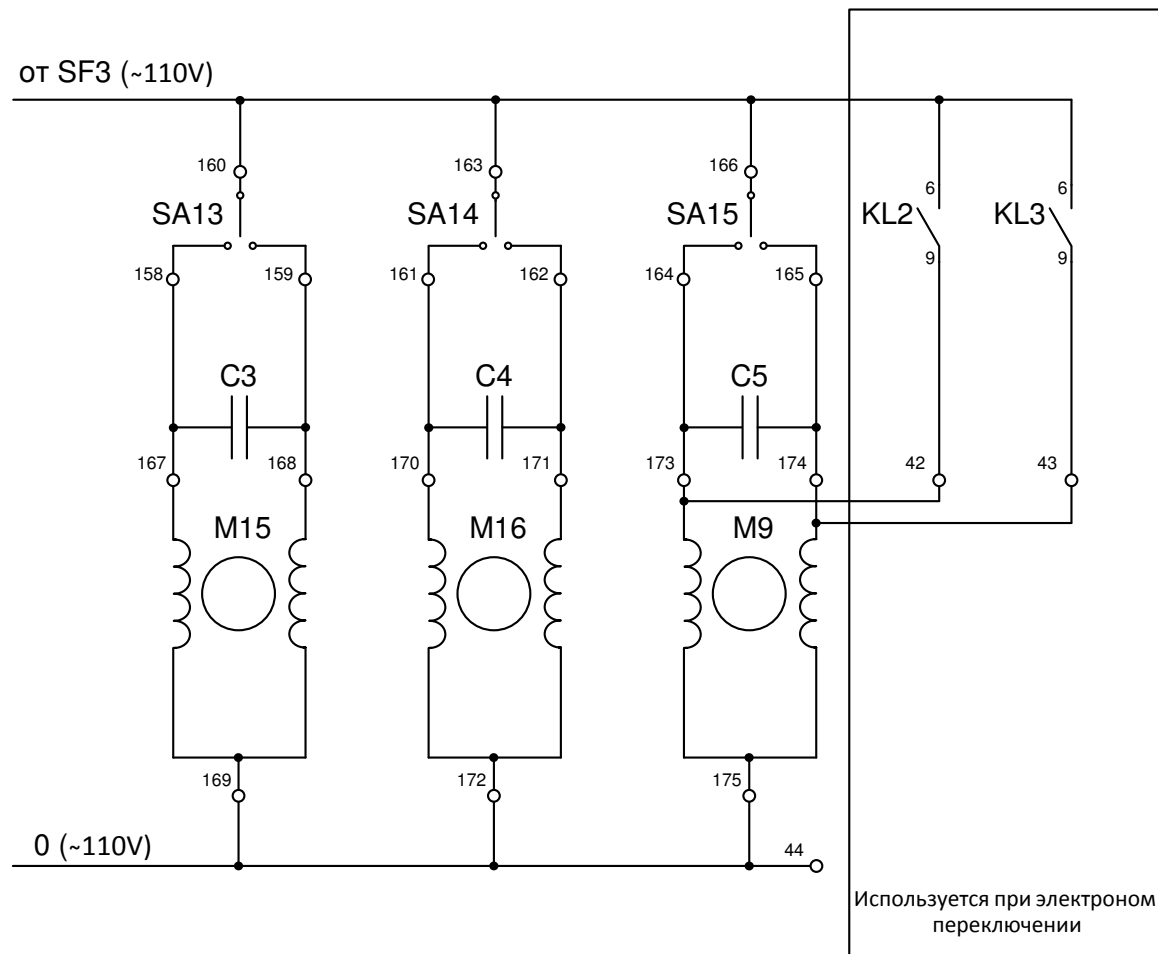 от SF3 (~110V)
160 163 166
SA13 SA14 SA15 KL2 6 KL3 6
9 9
158 159 161 162 164 165
C3 C4 C5
167 168 170 171 173 174 42 43
M15 M16 M9
169 172 175
0 (~110V) 44
Используется при электроном
переключении